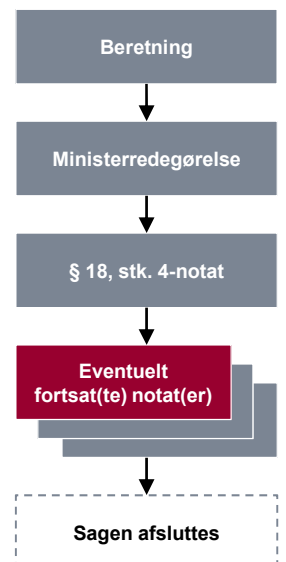 Beretning
Ministerredegørelse
§ 18, stk. 4-notat
Eventuelt
fortsat(te) notat(er)
Sagen afsluttes